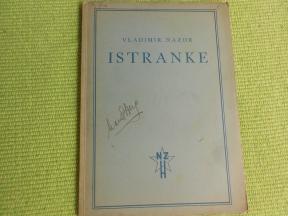 VLADIMIR NAZOR
ISTRANKE
NZ
H